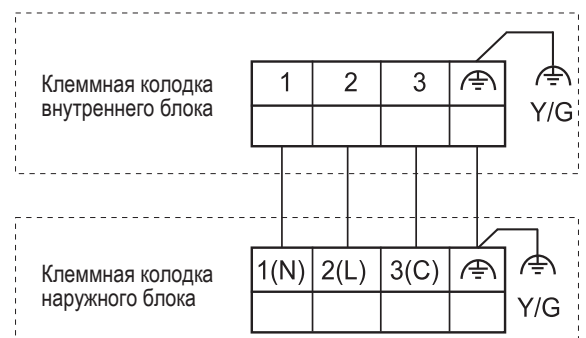 Клеммная колодка
внутреннего блока
1 2 3
Y/G
Клеммная колодка
наружного блока
1(N) 2(L) 3(C)
Y/G